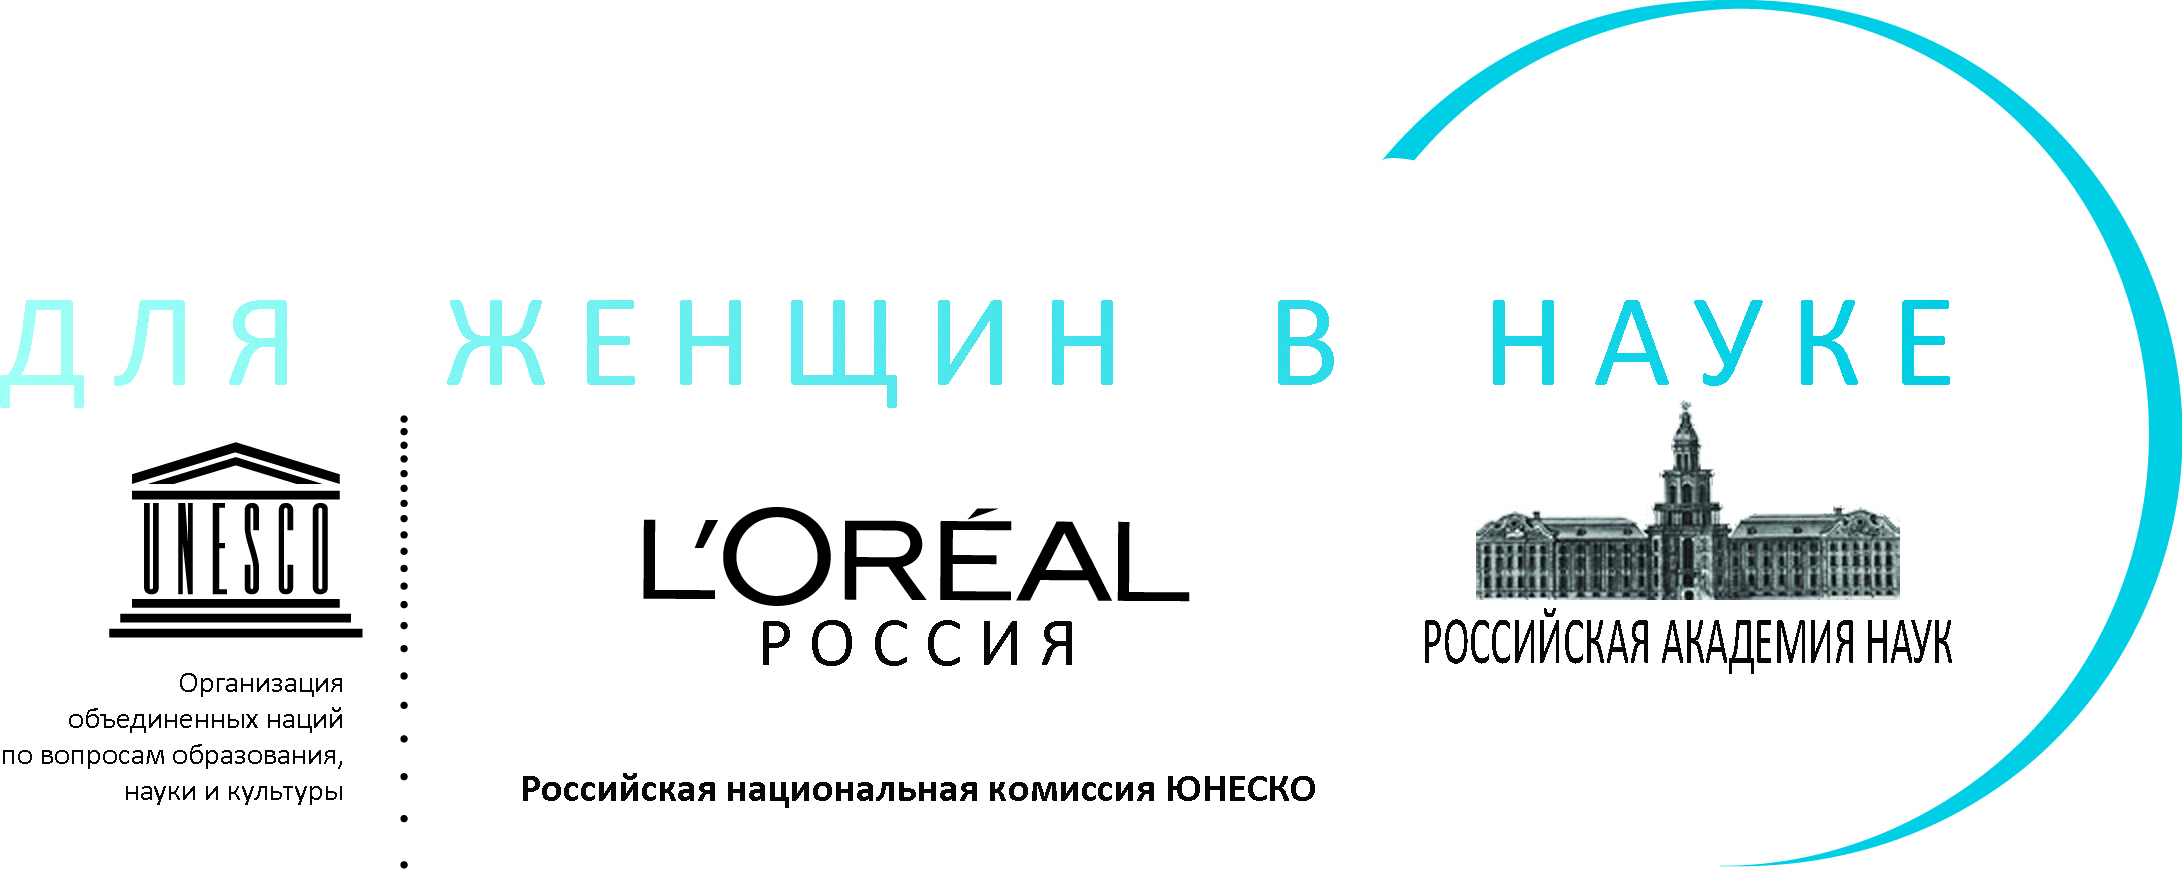 ДЛЯ ЖЕНЩИН В НАУКЕ
UNESCO
Организация
объединенных наций
по вопросам образования,
науки и культуры
L'ORÉAL
РОССИЯ
Российская национальная комиссия ЮНЕСКО
РОССИЙСКАЯ АКАДЕМИЯ НАУК